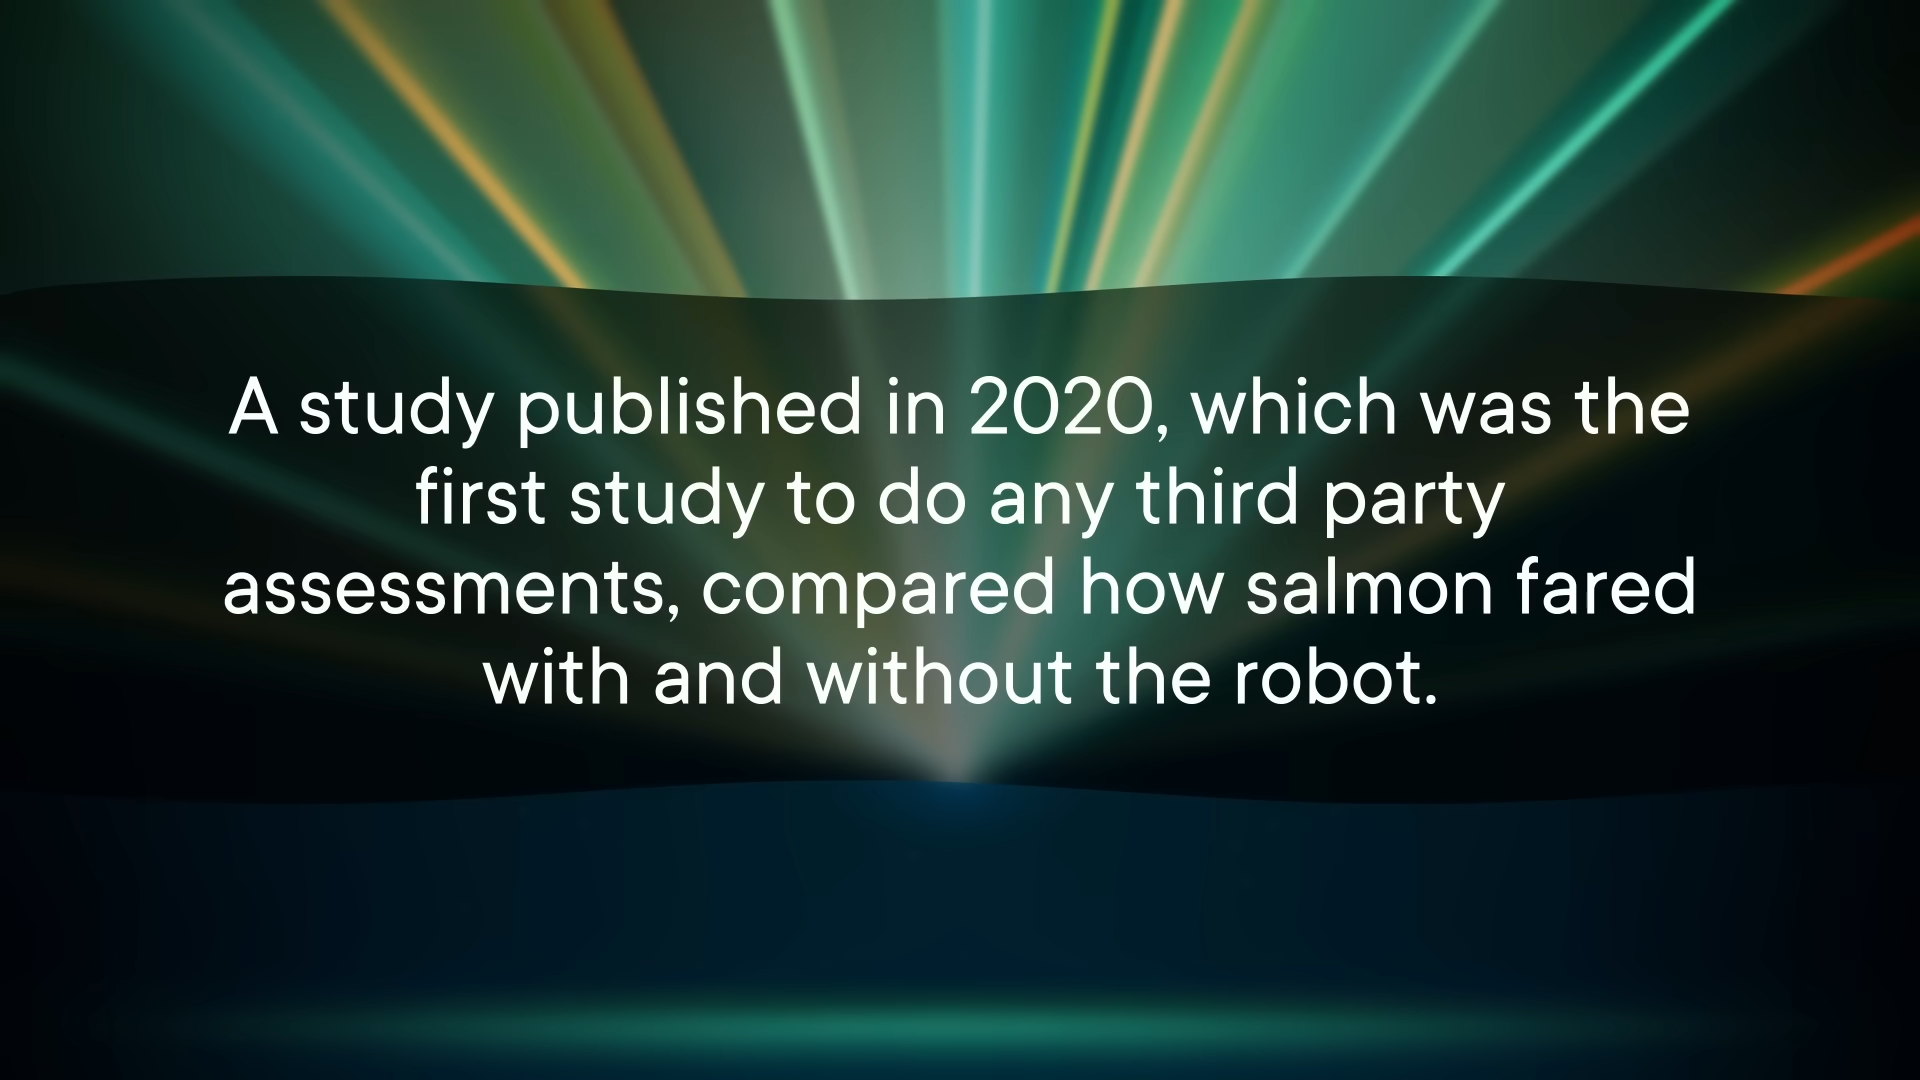 A study published in 2020, which was the
first study to do any third party
assessments, compared how salmon fared
with and without the robot.